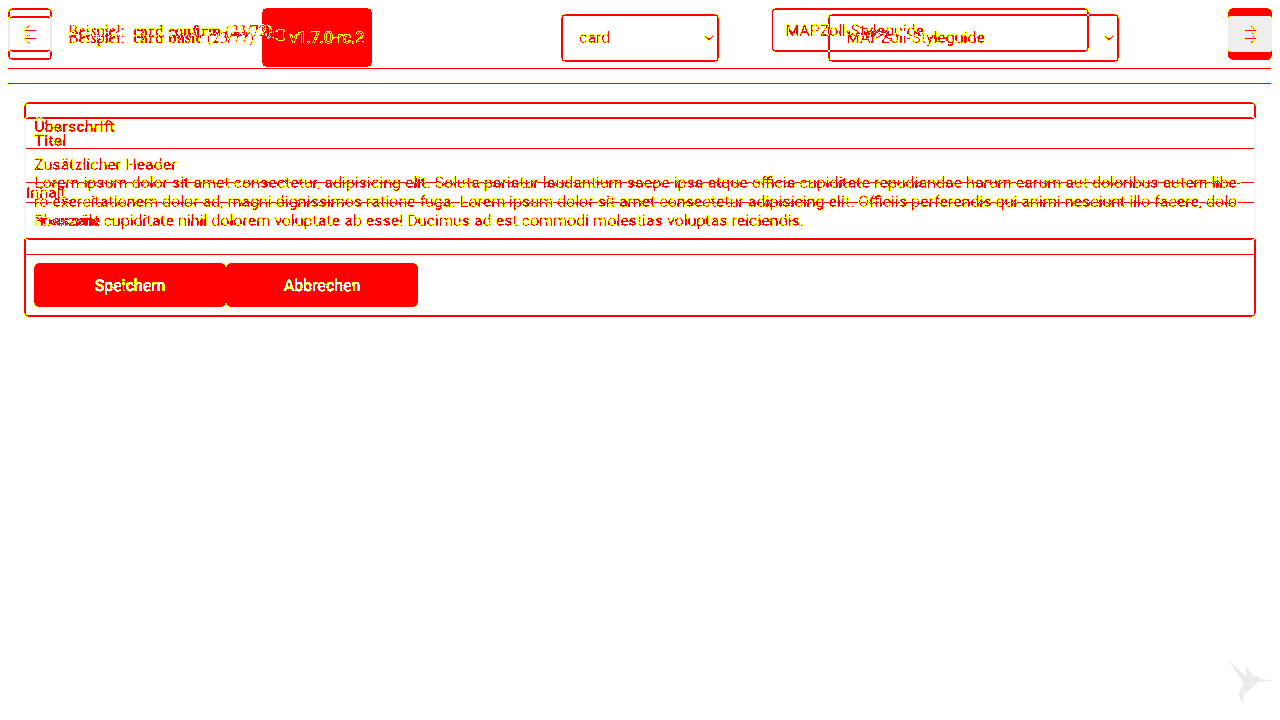 Beispiel: card confirm (21/72)
Beispiel: card basic (23/77)
v1.7.0-rc.2
card
MAPZoll-Styleguide
MAPZoll-Styleguide
Überschrift
Titel
Zusätzlicher Header
Lorem ipsum dolor sit amet consectetur, adipisicing elit. Soluta pariatur laudantium saepe ipsa atque officia cupiditate repudiandae harum earum aut doloribus autem libe-
Inhalt
ro exercitationem dolor ad, magni dignissimos ratione fuga. Lorem ipsum dolor sit amet consectetur adipisicing elit. Officiis perferendis qui animi nesciunt illo facere, dolo-
cupiditate nihil dolorem voluptate ab esse! Ducimus ad est commodi molestias voluptas reiciendis.
Speichern
Abbrechen